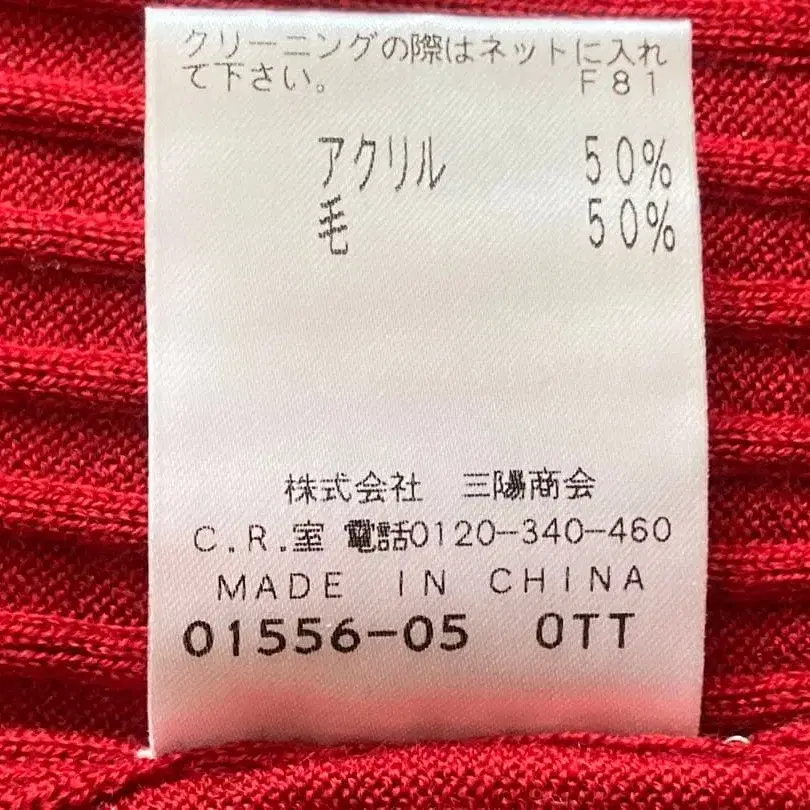 クリーニングの際はネットに入れ
て下さい。 F81
アクリル 50%
毛 50%
株式会社 三陽商会
C.R.室 電話0120-340-460
MADE IN CHINA
01556-05 OTT